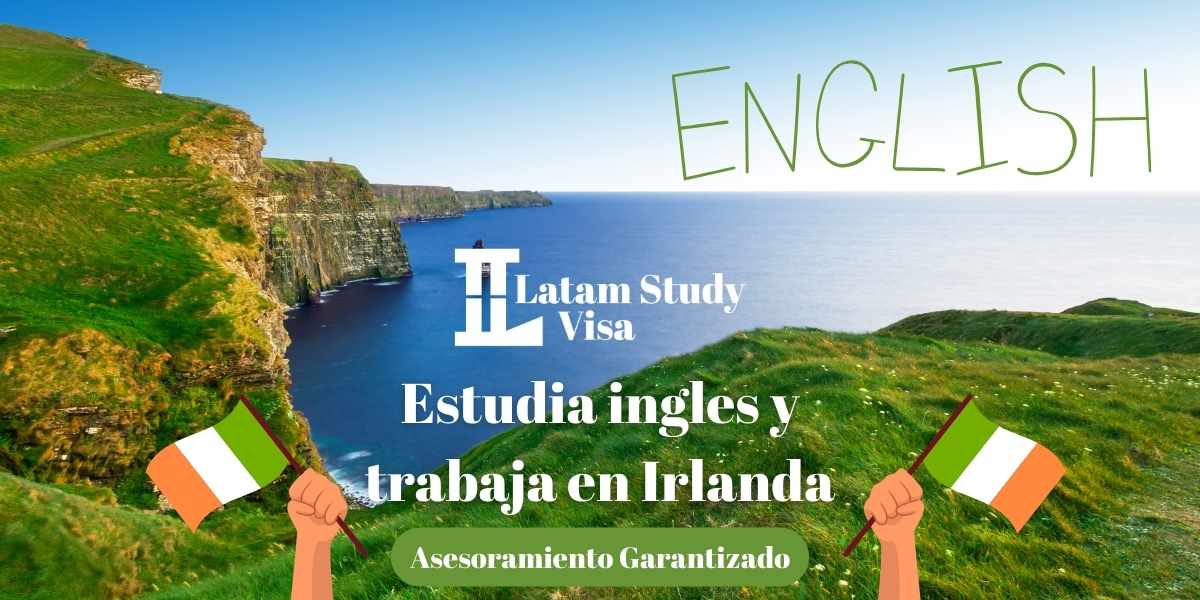 ENGLISH
Latam Study
Visa
Estudia ingles y
trabaja en Irlanda
Asesoramiento Garantizado